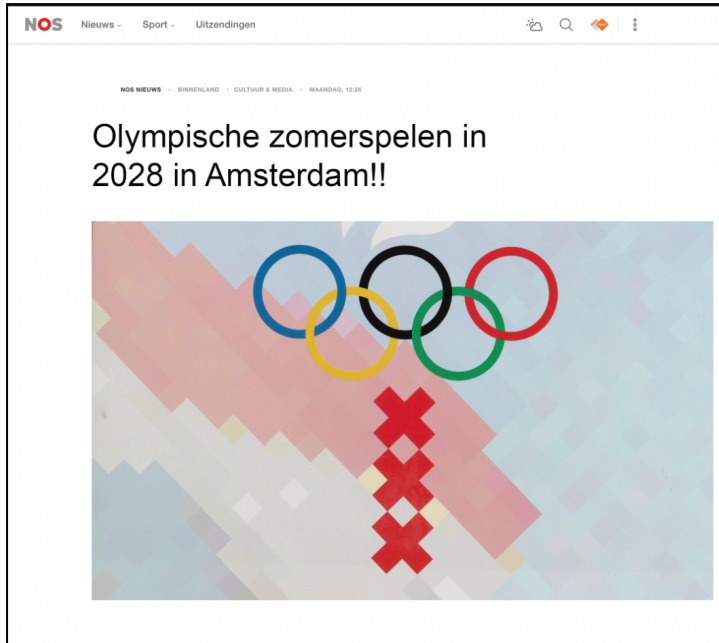 NOS Nieuws Sport Uitzendingen
NOS NIEUWS • BINNENLAND • CULTUUR & MEDIA • MAANDAG, 12:26
Olympische zomerspelen in
2028 in Amsterdam!!